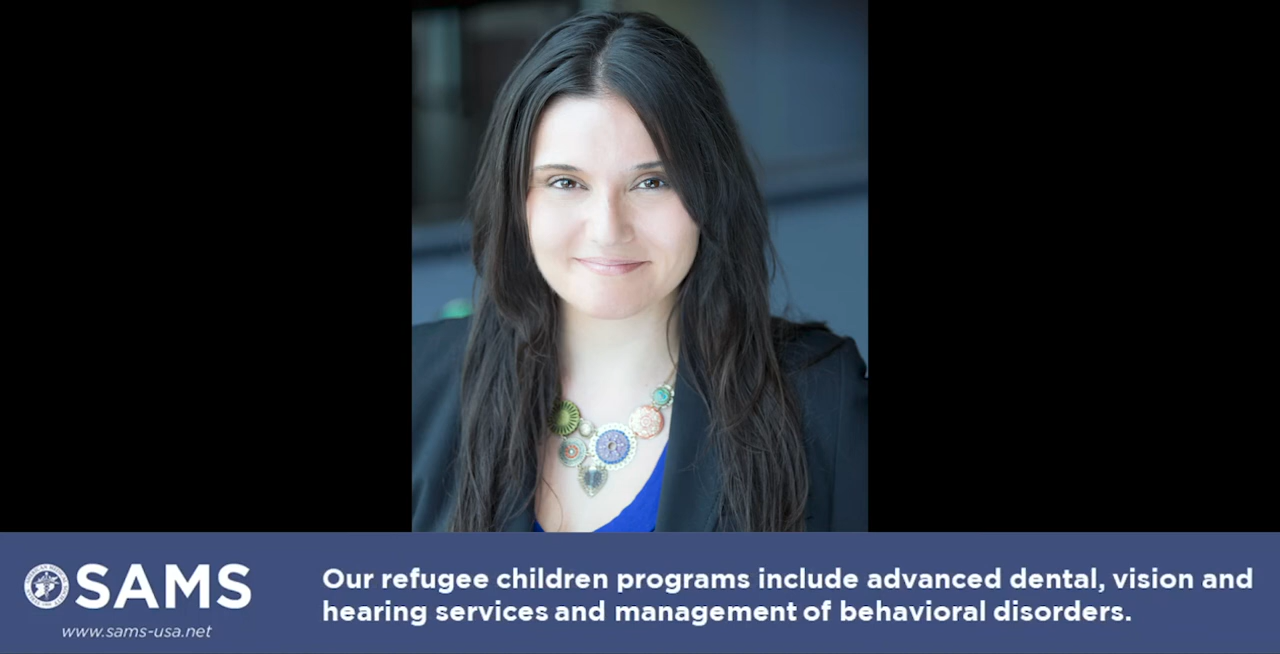 SAMS
www.sams-usa.net
Our refugee children programs include advanced dental, vision and
hearing services and management of behavioral disorders.